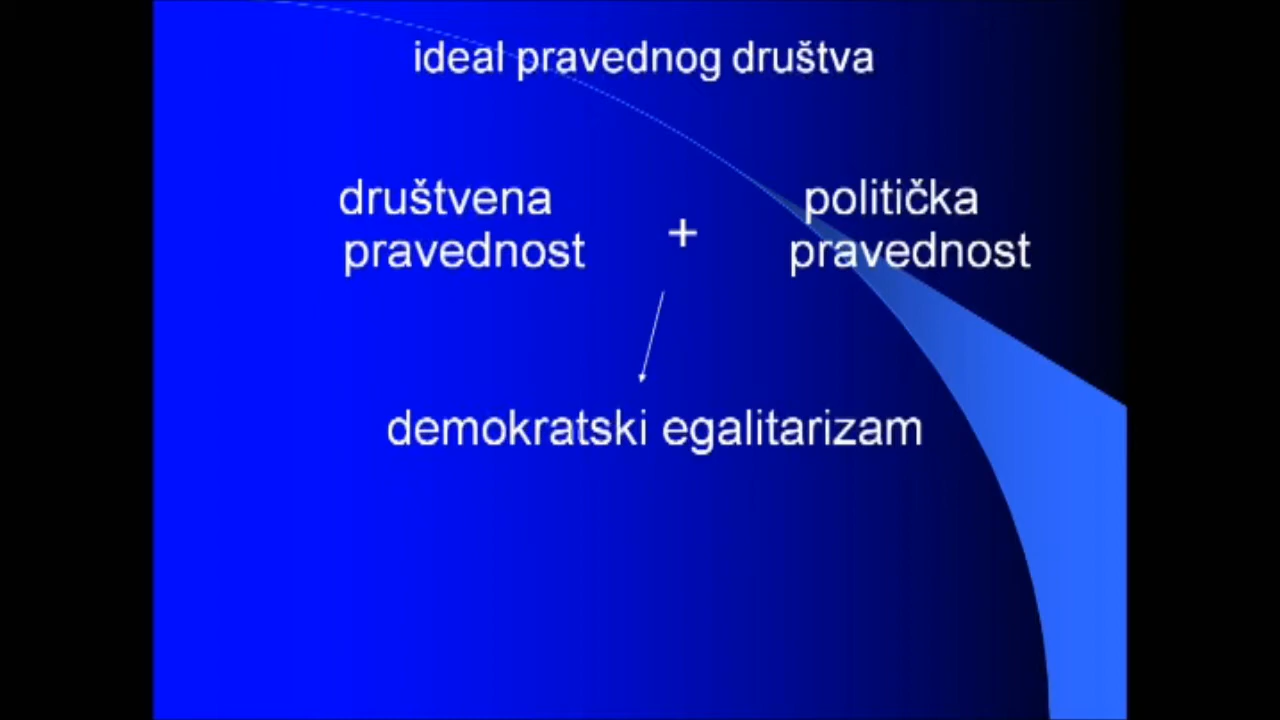 ideal pravednog društva
društvena
pravednost
+
politička
pravednost
demokratski egalitarizam